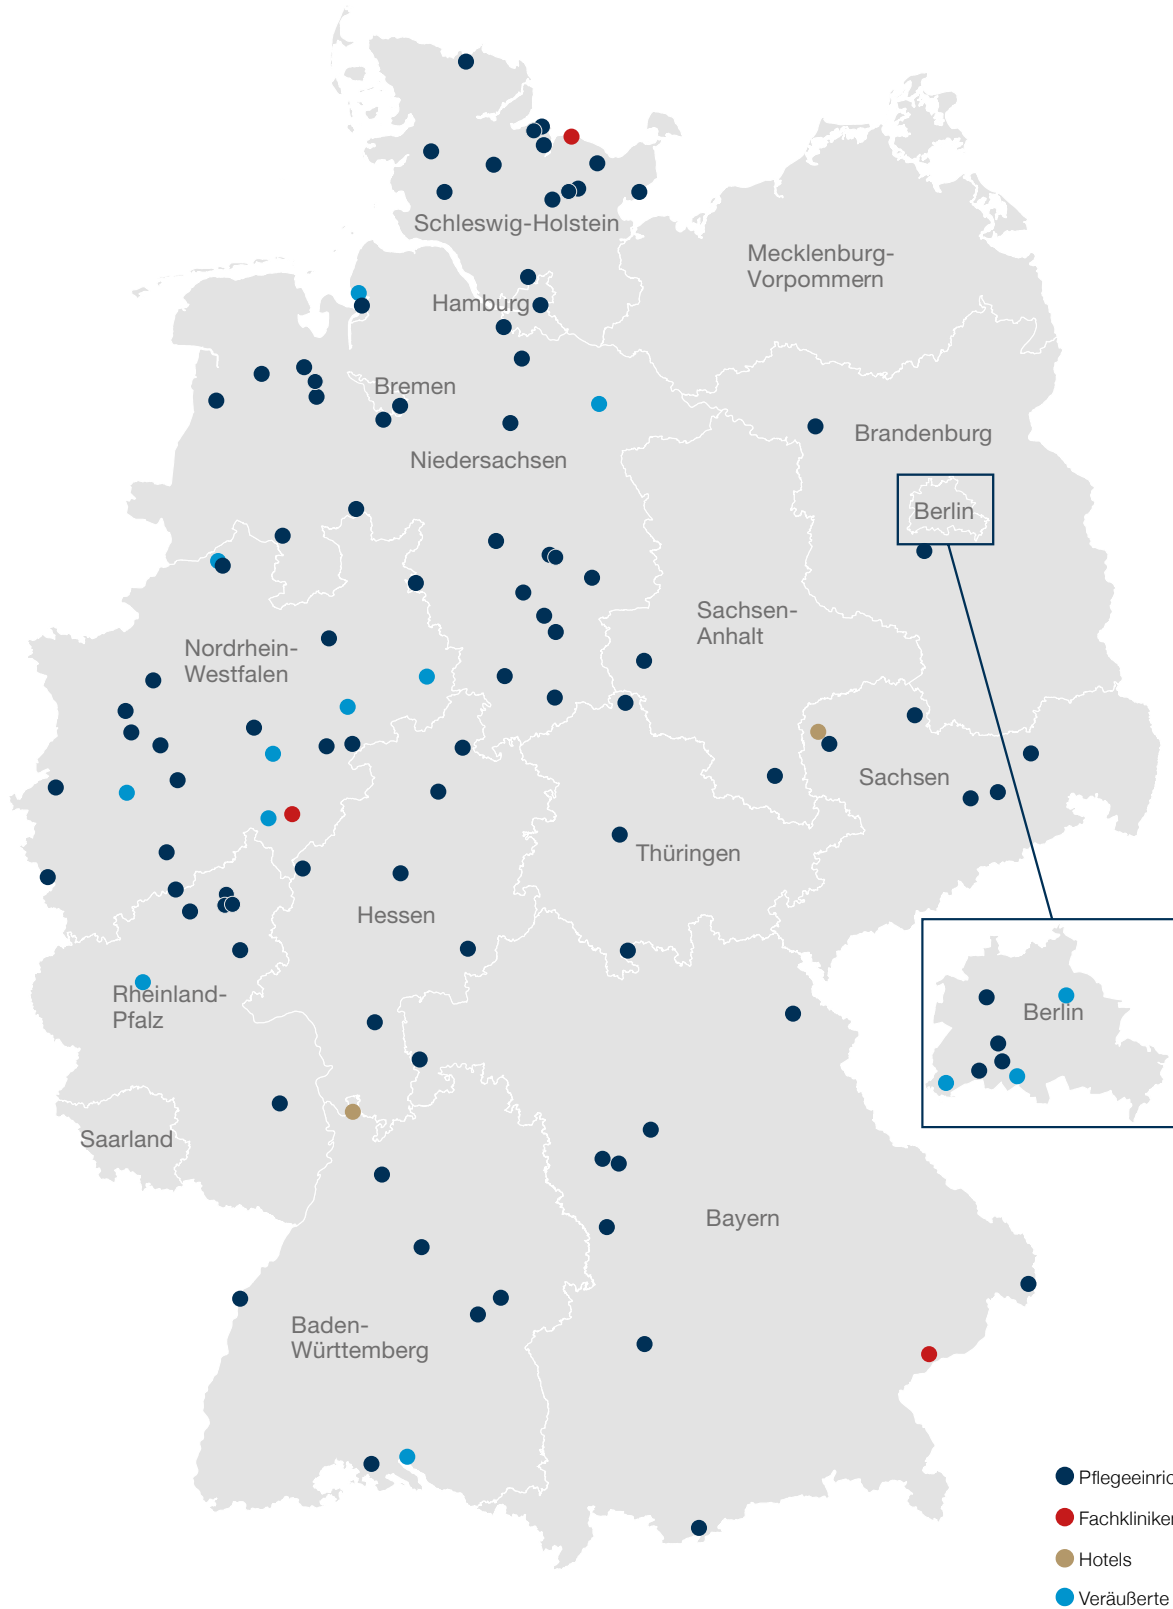 Schleswig-Holstein
Mecklenburg-
Vorpommern
Hamburg
Bremen
Niedersachsen
Brandenburg
Berlin
Sachsen-
Anhalt
Nordrhein-
Westfalen
Sachsen
Thüringen
Hessen
Rheinland-
Pfalz
Berlin
Saarland
Bayern
Baden-
Württemberg
Hotels
Veräußerte